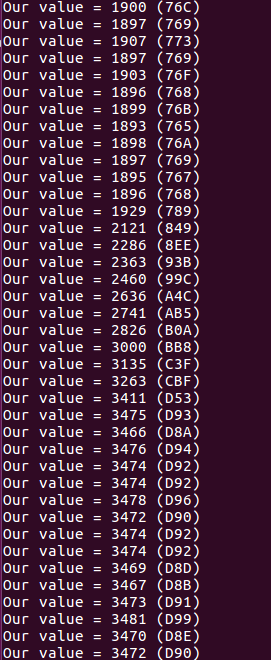 Our value = 1900 (76C)
Our value = 1897 (769)
Our value = 1907 (773)
Our value = 1897 (769)
Our value = 1903 (76F)
Our value = 1896 (768)
Our value = 1899 (76B)
Our value = 1893 (765)
Our value = 1898 (76A)
Our value = 1897 (769)
Our value = 1895 (767)
Our value = 1896 (768)
Our value = 1929 (789)
Our value = 2121 (849)
Our value = 2286 (8EE)
Our value = 2363 (93B)
Our value = 2460 (99C)
Our value = 2636 (A4C)
Our value = 2741 (AB5)
Our value = 2826 (B0A)
Our value = 3000 (BB8)
Our value = 3135 (C3F)
Our value = 3263 (CBF)
Our value = 3411 (D53)
Our value = 3475 (D93)
Our value = 3466 (D8A)
Our value = 3476 (D94)
Our value = 3474 (D92)
Our value = 3474 (D92)
Our value = 3478 (D96)
Our value = 3472 (D90)
Our value = 3474 (D92)
Our value = 3474 (D92)
Our value = 3469 (D8D)
Our value = 3467 (D8B)
Our value = 3473 (D91)
Our value = 3481 (D99)
Our value = 3470 (D8E)
Our value = 3472 (D90)